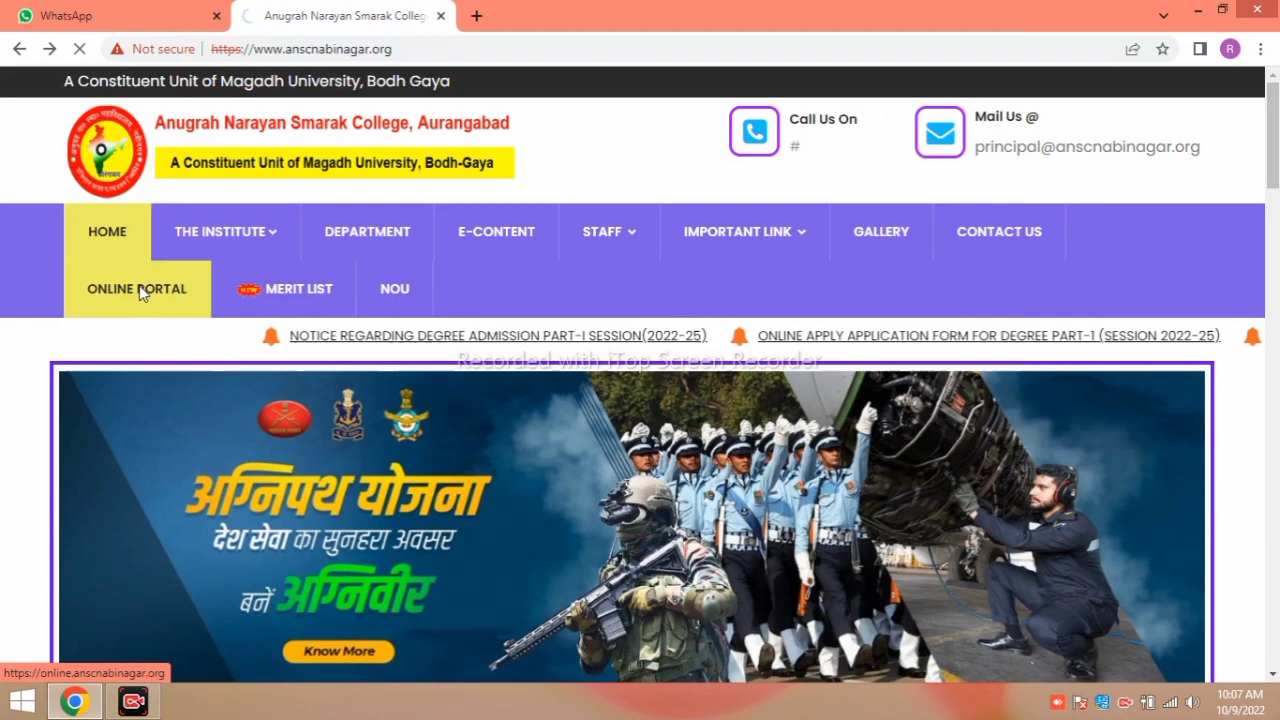 WhatsApp
Anugrah Narayan Smarak Colleg
Not secure https://www.anscnabinagar.org
R
A Constituent Unit of Magadh University, Bodh Gaya
Anugrah Narayan Smarak College, Aurangabad
A Constituent Unit of Magadh University, Bodh-Gaya
Call Us On
#
Mail Us @
principal@anscnabinagar.org
HOME THE INSTITUTE DEPARTMENT E-CONTENT STAFF IMPORTANT LINK GALLERY CONTACT US
ONLINE PORTAL NEW MERIT LIST NOU
NOTICE REGARDING DEGREE ADMISSION PART-I SESSION(2022-25) ONLINE APPLY APPLICATION FORM FOR DEGREE PART-1 (SESSION 2022-25)
Recorded with iTop Screen Recorder
अग्निपथ योजना
देश सेवा का सुनहरा अवसर
बनें अग्निवीर
Know More
https://online.anscnabinagar.org
10:07 AM
10/9/2022